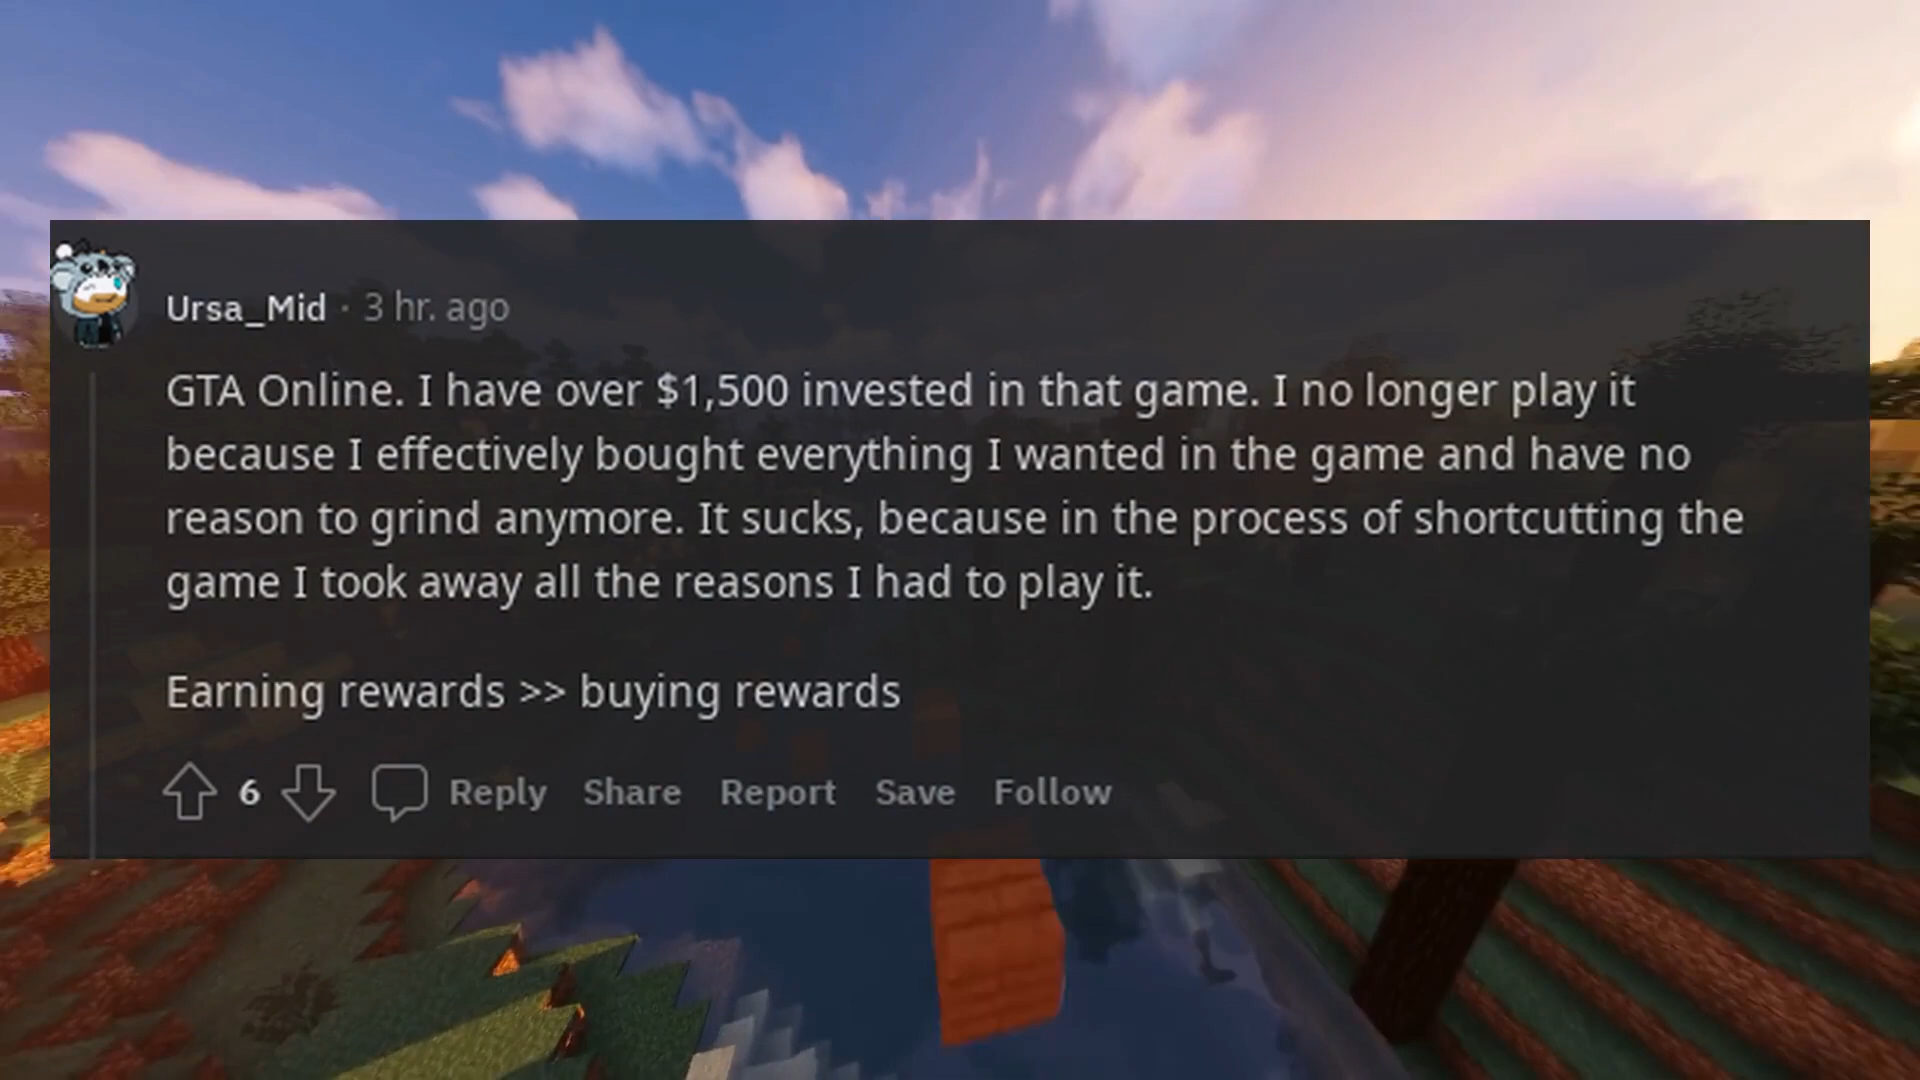 Ursa_Mid · 3 hr. ago
GTA Online. I have over $1,500 invested in that game. I no longer play it
because I effectively bought everything I wanted in the game and have no
reason to grind anymore. It sucks, because in the process of shortcutting the
game I took away all the reasons I had to play it.
Earning rewards >> buying rewards
6 Reply Share Report Save Follow